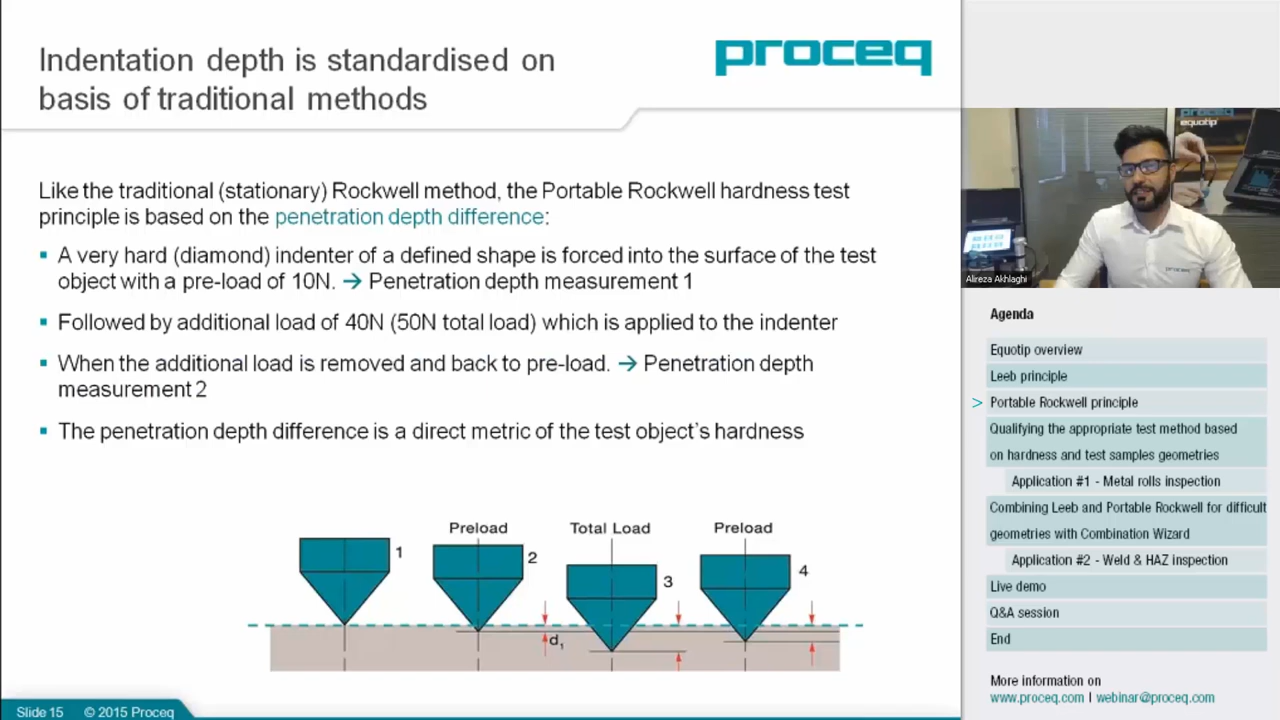 Indentation depth is standardised on
basis of traditional methods
proceq
Like the traditional (stationary) Rockwell method, the Portable Rockwell hardness test
principle is based on the penetration depth difference:
▪ A very hard (diamond) indenter of a defined shape is forced into the surface of the test
object with a pre-load of 10N. → Penetration depth measurement 1
▪ Followed by additional load of 40N (50N total load) which is applied to the indenter
▪ When the additional load is removed and back to pre-load. → Penetration depth
measurement 2
▪ The penetration depth difference is a direct metric of the test object's hardness
Preload Total Load Preload
1 2 3 4
d₁
Slide 15 © 2015 Proceq
proceq
equotip
proceq
Alireza Akhlaghi
Agenda
Equotip overview
Leeb principle
> Portable Rockwell principle
Qualifying the appropriate test method based
on hardness and test samples geometries
Application #1 - Metal rolls inspection
Combining Leeb and Portable Rockwell for difficult
geometries with Combination Wizard
Application #2 - Weld & HAZ inspection
Live demo
Q&A session
End
More information on
www.proceq.com | webinar@proceq.com